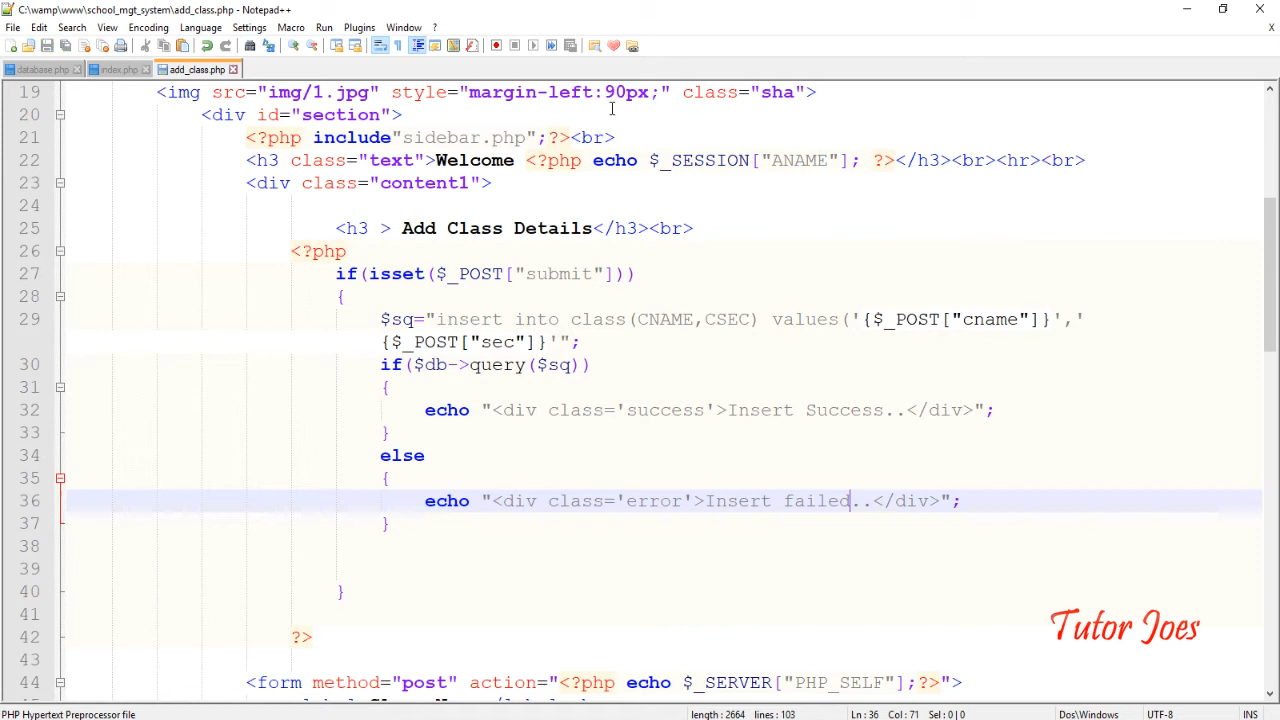 C:\wamp\www\school_mgt_system\add_class.php - Notepad++
File Edit Search View Encoding Language Settings Macro Run Plugins Window ? X
database.php index.php add_class.php
19 <img src="img/1.jpg" style="margin-left:90px;" class="sha">
20 <div id="section">
21 <?php include"sidebar.php";?><br>
22 <h3 class="text">Welcome <?php echo $_SESSION["ANAME"]; ?></h3><br><hr><br>
23 <div class="content1">
24
25 <h3 > Add Class Details</h3><br>
26 <?php
27 if(isset($_POST["submit"]))
28 {
29 $sq="insert into class(CNAME,CSEC) values('{$_POST["cname"]}','
{$_POST["sec"]}'";
30 if($db->query($sq))
31 {
32 echo "<div class='success'>Insert Success..</div>";
33 }
34 else
35 {
36 echo "<div class='error'>Insert failed..</div>";
37 }
38
39
40 }
41
42 ?>
43
44 <form method="post" action="<?php echo $_SERVER["PHP_SELF"];?>">
Tutor Joes
PHP Hypertext Preprocessor file length : 2664 lines : 103 Ln : 36 Col : 71 Sel : 0 | 0 Dos\Windows UTF-8 INS